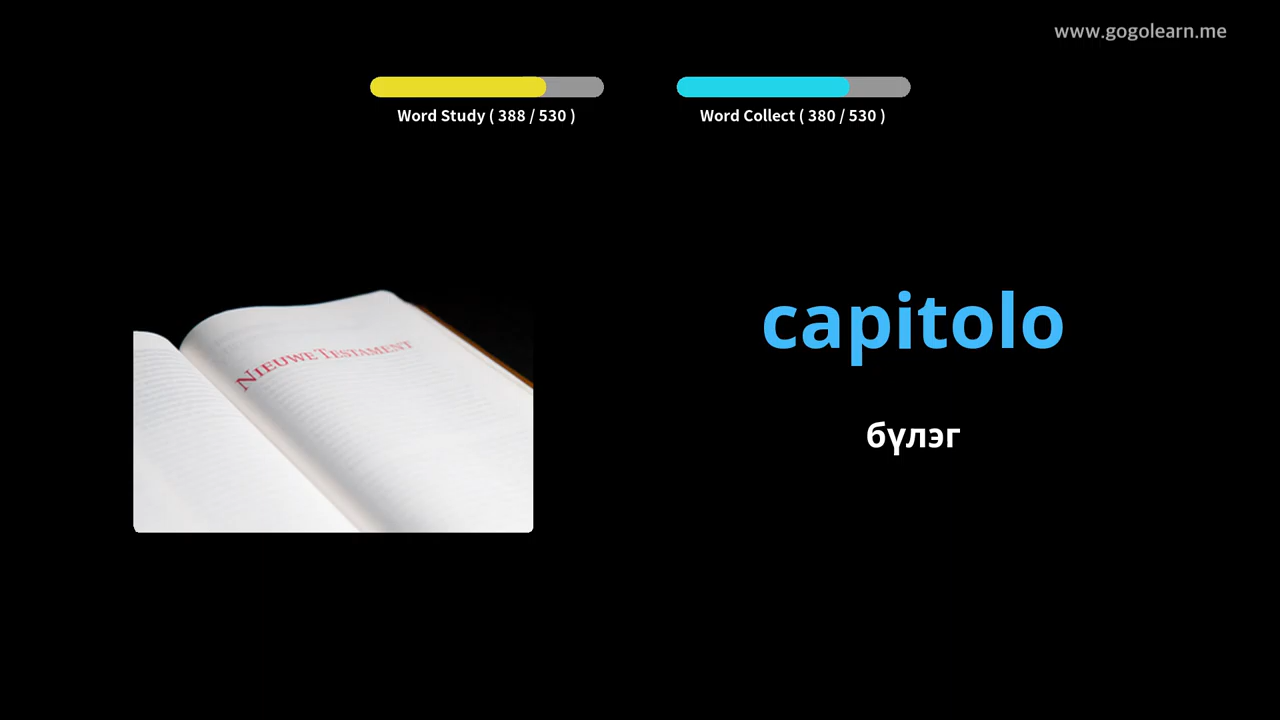 www.gogolearn.me
Word Study ( 388 / 530 )
Word Collect ( 380 / 530 )
NIEUWE TESTAMENT
capitolo
бүлэг